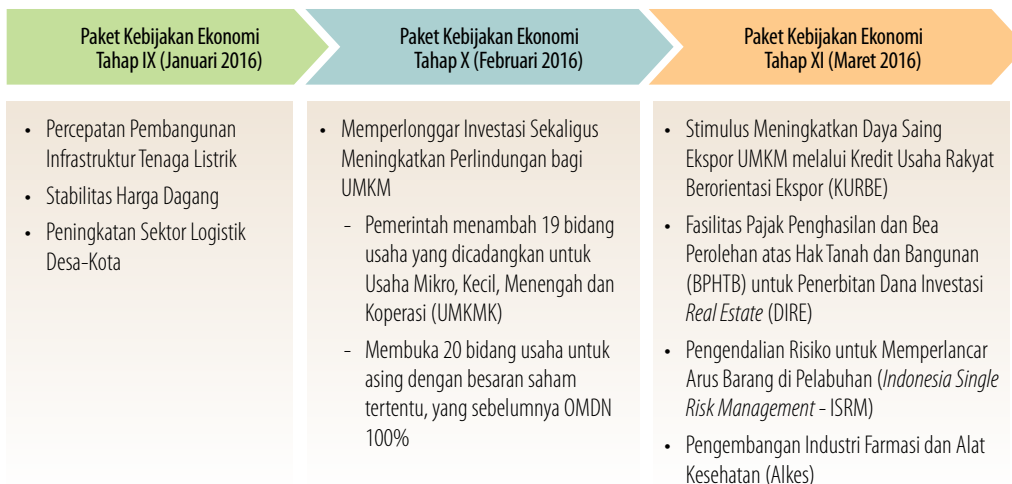 Paket Kebijakan Ekonomi
Tahap IX (Januari 2016)
• Percepatan Pembangunan
Infrastruktur Tenaga Listrik
• Stabilitas Harga Dagang
• Peningkatan Sektor Logistik
Desa-Kota
Paket Kebijakan Ekonomi
Tahap X (Februari 2016)
• Memperlonggar Investasi Sekaligus
Meningkatkan Perlindungan bagi
UMKM
- Pemerintah menambah 19 bidang
usaha yang dicadangkan untuk
Usaha Mikro, Kecil, Menengah dan
Koperasi (UMKMK)
- Membuka 20 bidang usaha untuk
asing dengan besaran saham
tertentu, yang sebelumnya OMDN
100%
Paket Kebijakan Ekonomi
Tahap XI (Maret 2016)
• Stimulus Meningkatkan Daya Saing
Ekspor UMKM melalui Kredit Usaha Rakyat
Berorientasi Ekspor (KURBE)
• Fasilitas Pajak Penghasilan dan Bea
Perolehan atas Hak Tanah dan Bangunan
(BPHTB) untuk Penerbitan Dana Investasi
Real Estate (DIRE)
• Pengendalian Risiko untuk Memperlancar
Arus Barang di Pelabuhan (Indonesia Single
Risk Management - ISRM)
• Pengembangan Industri Farmasi dan Alat
Kesehatan (Alkes)